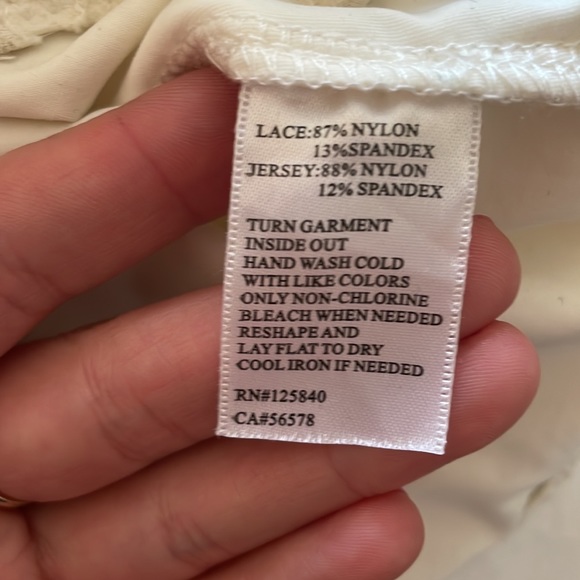 LACE:87% NYLON
13%SPANDEX
JERSEY:88% NYLON
12% SPANDEX
TURN GARMENT
INSIDE OUT
HAND WASH COLD
WITH LIKE COLORS
ONLY NON-CHLORINE
BLEACH WHEN NEEDED
RESHAPE AND
LAY FLAT TO DRY
COOL IRON IF NEEDED
RN#125840
CA#56578